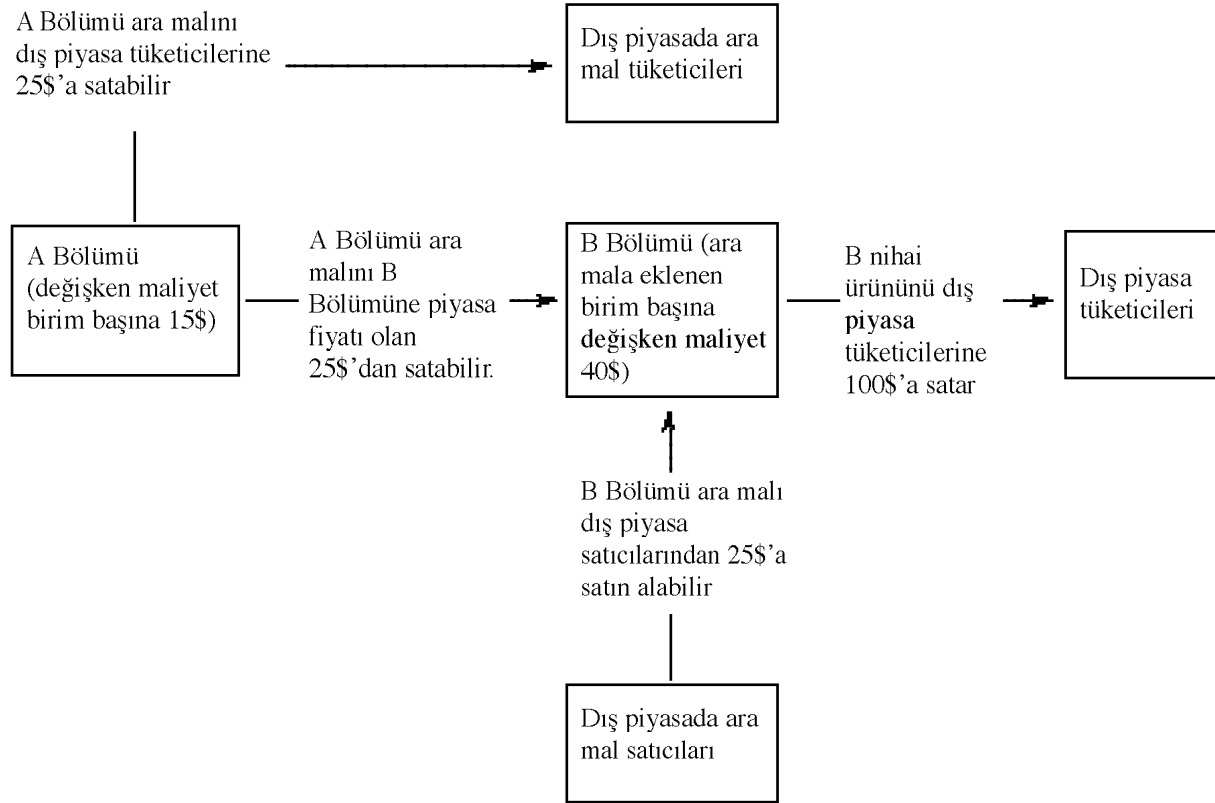 A Bölümü ara malını
dış piyasa tüketicilerine
25$'a satabilir
Dış piyasada ara
mal tüketicileri
A Bölümü
(değişken maliyet
birim başına 15$)
A Bölümü ara
malını B
Bölümüne piyasa
fiyatı olan
25$'dan satabilir.
B Bölümü (ara
mala eklenen
birim başına
değişken maliyet
40$)
B nihai
ürününü dış
piyasa
tüketicilerine
100$'a satar
Dış piyasa
tüketicileri
B Bölümü ara malı
dış piyasa
satıcılarından 25$'a
satın alabilir
Dış piyasada ara
mal satıcıları